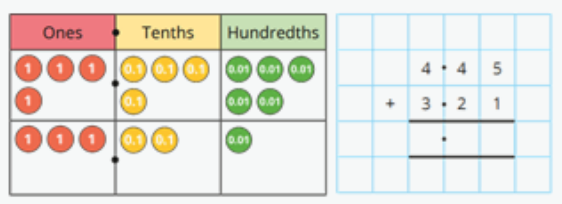 Ones Tenths Hundredths
1 1 1 0.1 0.1 0.1 0.01 0.01 0.01
1 0.1 0.01 0.01
1 1 1 0.1 0.1 0.01
4 . 4 5
+ 3 . 2 1
.